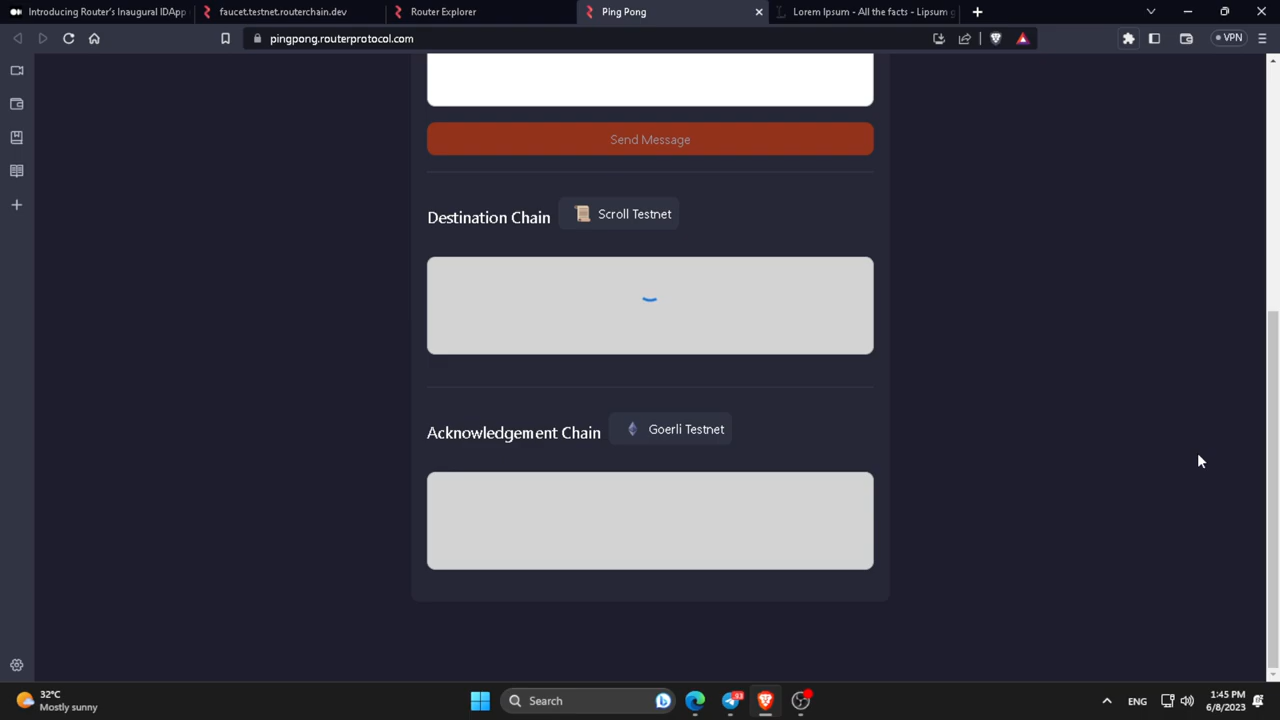 Introducing Router's Inaugural IDApp
faucet.testnet.routerchain.dev
Router Explorer
Ping Pong
Lorem Ipsum - All the facts - Lipsum g
pingpong.routerprotocol.com
VPN
Send Message
Destination Chain
Scroll Testnet
Acknowledgement Chain
Goerli Testnet
32°C
Mostly sunny
Search
93
ENG
1:45 PM
6/8/2023